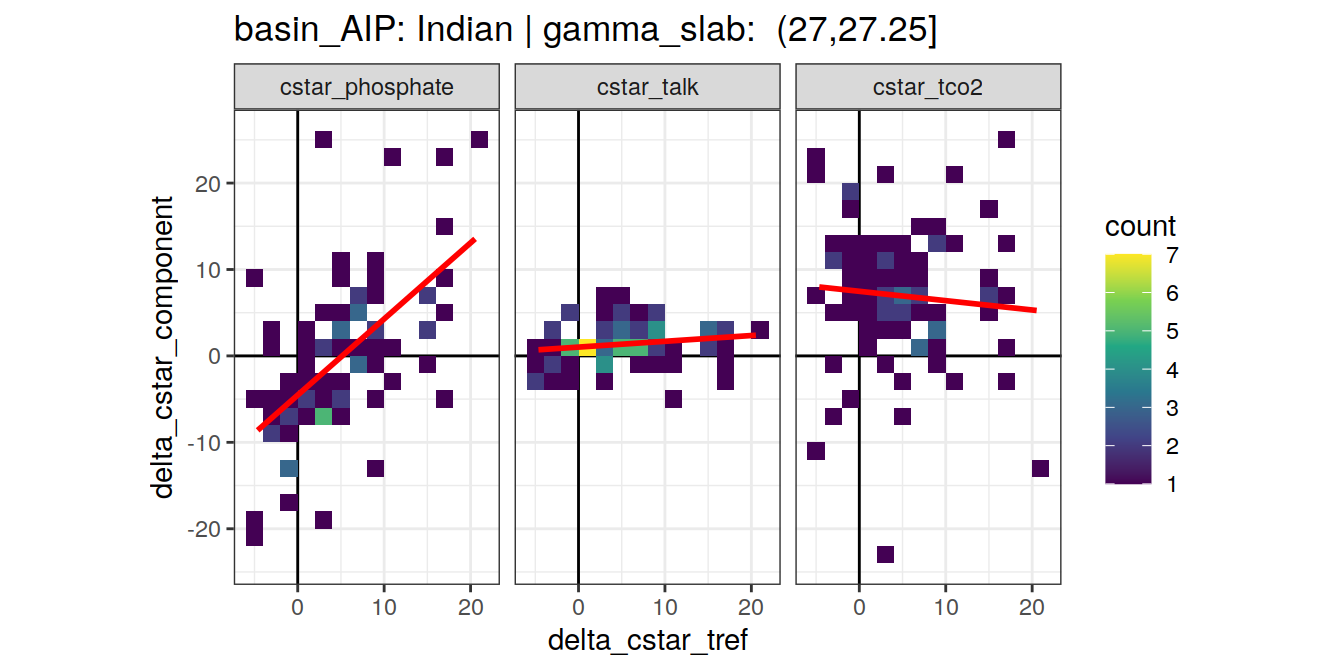 basin_AIP: Indian | gamma_slab:  (27,27.25]
cstar_phosphate
cstar_talk
cstar_tco2
delta_cstar_component
20
10
0
-10
-20
0 10 20
0 10 20
0 10 20
delta_cstar_tref
count
7
6
5
4
3
2
1